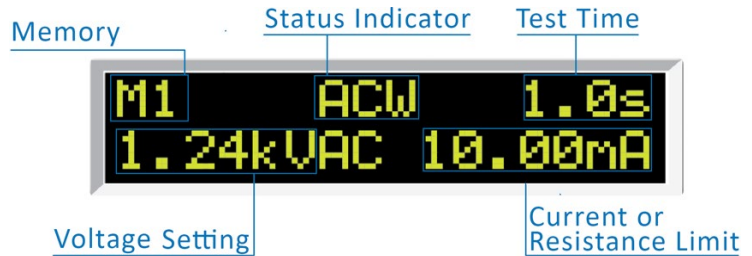 Memory
Status Indicator
Test Time
M1 ACW 1.0s
1.24kVAC 10.00mA
Voltage Setting
Current or
Resistance Limit